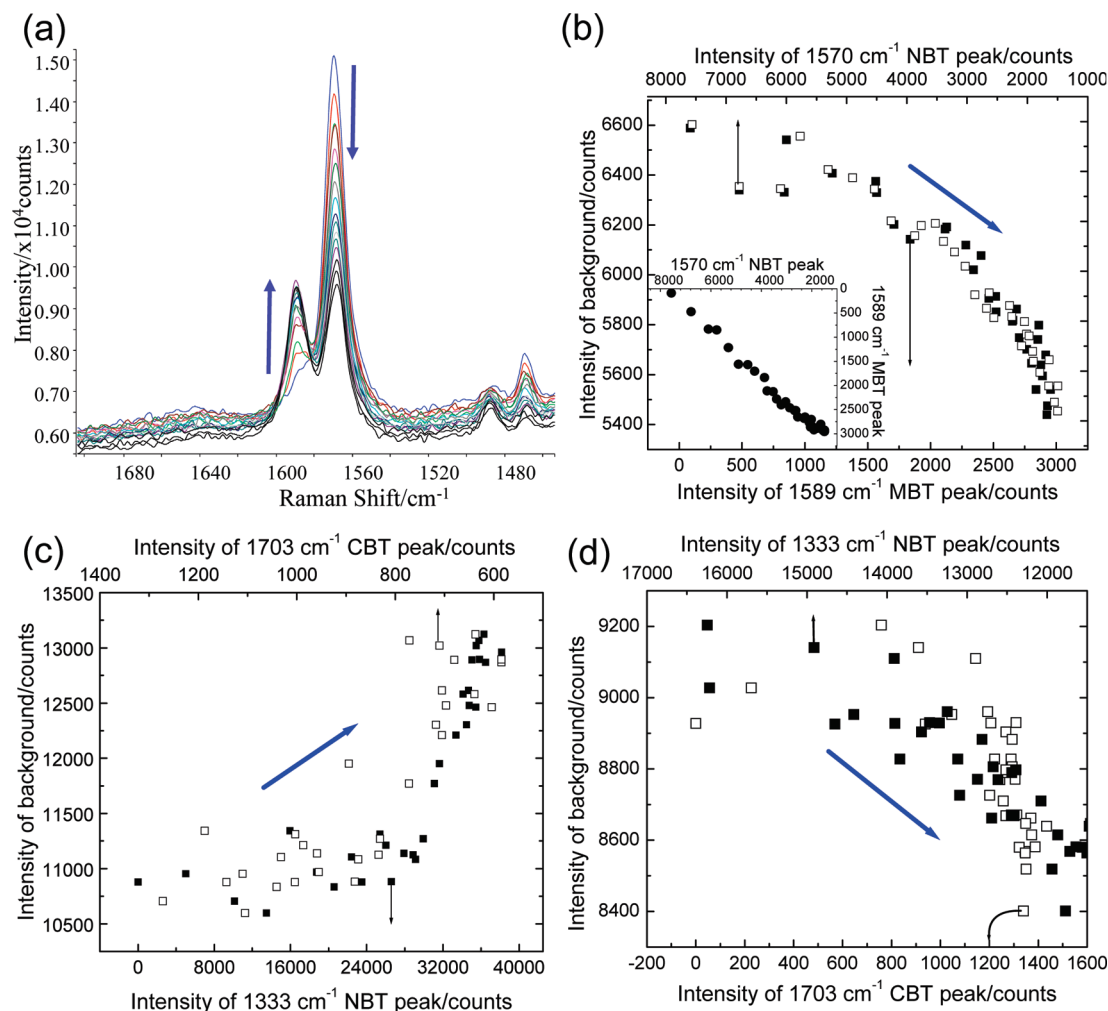 (a)
1.50
1.40
1.30
1.20
1.10
1.00
0.90
0.80
0.70
0.60
Intensity/x10⁴counts
1680
1640
1600
1560
1520
1480
Raman Shift/cm⁻¹
(b)
Intensity of 1570 cm⁻¹ NBT peak/counts
8000 7000 6000 5000 4000 3000 2000 1000
6600
6400
6200
6000
5800
5600
5400
Intensity of background/counts
1570 cm⁻¹ NBT peak
8000 6000 4000 2000
0
500
1000
1500
2000
2500
3000
1589 cm⁻¹ MBT peak
0 500 1000 1500 2000 2500 3000
Intensity of 1589 cm⁻¹ MBT peak/counts
(c)
Intensity of 1703 cm⁻¹ CBT peak/counts
1400 1200 1000 800 600
13500
13000
12500
12000
11500
11000
10500
Intensity of background/counts
0 8000 16000 24000 32000 40000
Intensity of 1333 cm⁻¹ NBT peak/counts
(d)
Intensity of 1333 cm⁻¹ NBT peak/counts
17000 16000 15000 14000 13000 12000
9200
9000
8800
8600
8400
Intensity of background/counts
-200 0 200 400 600 800 1000 1200 1400 1600
Intensity of 1703 cm⁻¹ CBT peak/counts